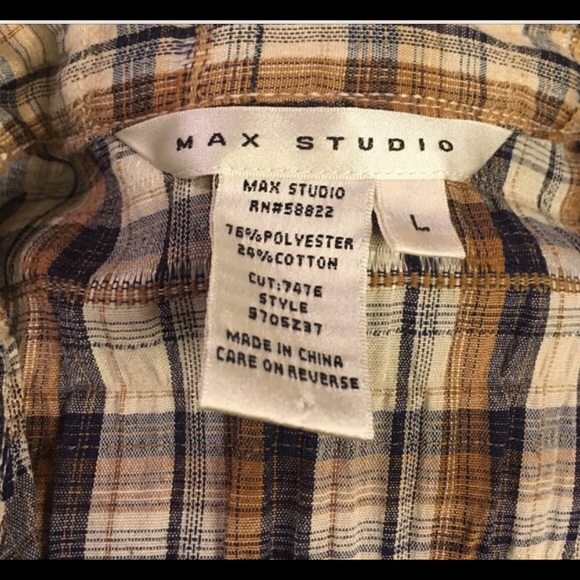 MAX STUDIO
MAX STUDIO
RN#58822
L
76%POLYESTER
24%COTTON
CUT:7476
STYLE
9705Z37
MADE IN CHINA
CARE ON REVERSE